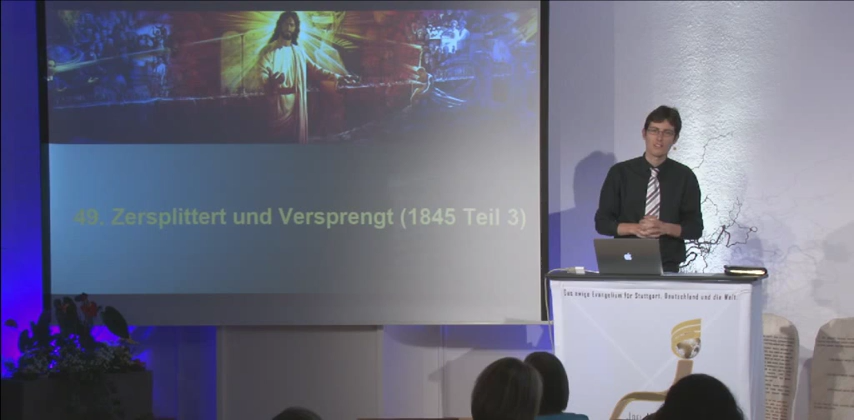 49. Zersplittert und Versprengt (1845 Teil 3)
Das ewige Evangelium für Stuttgart, Deutschland und die Welt